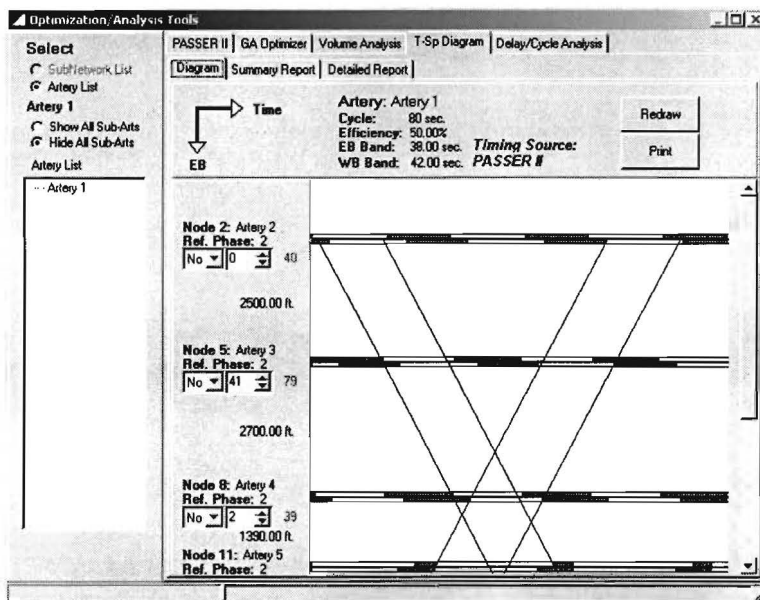 Optimization/Analysis Tools
Select
SubNetwork List
Artery List
Artery 1
Show All Sub-Arts
Hide All Sub-Arts
Artery List
Artery 1
PASSER II
GA Optimizer
Volume Analysis
T-Sp Diagram
Delay/Cycle Analysis
Diagram
Summary Report
Detailed Report
Time
EB
Artery: Artery 1
Cycle: 80 sec.
Efficiency: 50.00%
EB Band: 38.00 sec.
WB Band: 42.00 sec.
Timing Source:
PASSER II
Redraw
Print
Node 2: Artery 2
Ref. Phase: 2
No 0 40
2500.00 ft.
Node 5: Artery 3
Ref. Phase: 2
No 41 79
2700.00 ft.
Node 8: Artery 4
Ref. Phase: 2
No 2 39
1390.00 ft.
Node 11: Artery 5
Ref. Phase: 2